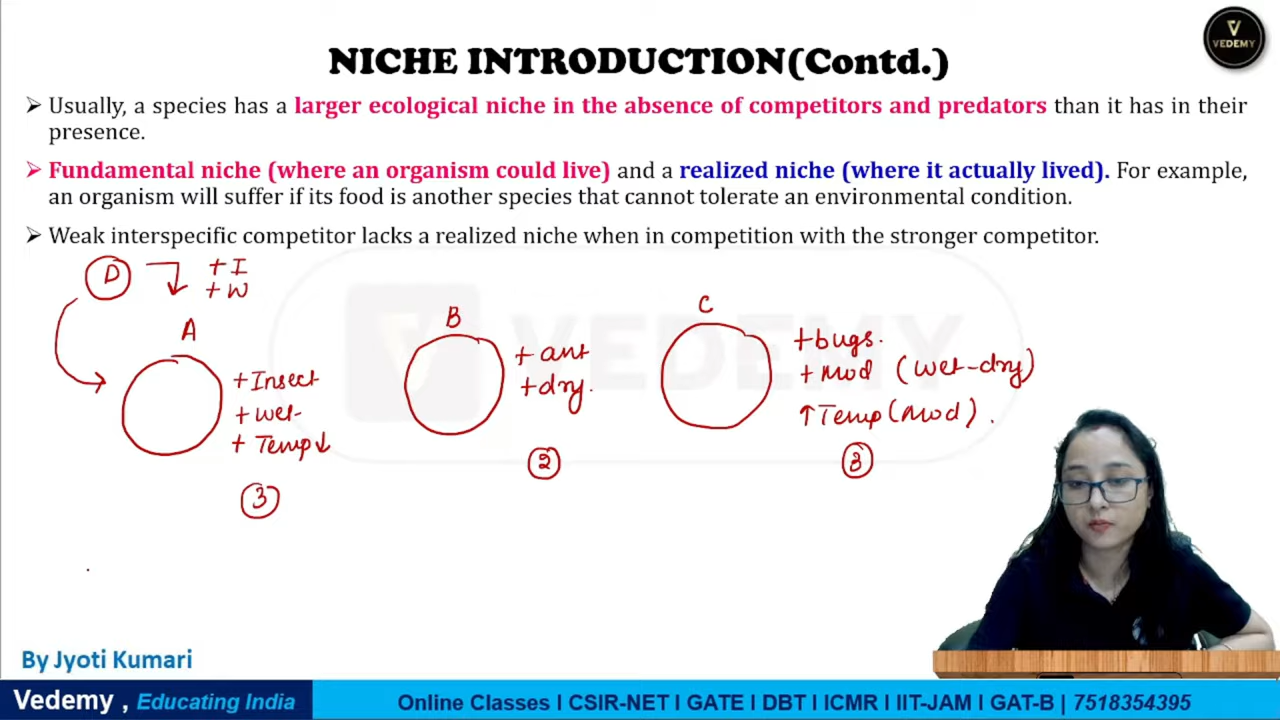 NICHE INTRODUCTION(Contd.)
VEDEMY
➢ Usually, a species has a larger ecological niche in the absence of competitors and predators than it has in their
presence.
➢ Fundamental niche (where an organism could live) and a realized niche (where it actually lived). For example,
an organism will suffer if its food is another species that cannot tolerate an environmental condition.
➢ Weak interspecific competitor lacks a realized niche when in competition with the stronger competitor.
D
+ I
+ W
A
+ Insect
+ wet
+ Temp↓
3
B
+ ant
+ dry.
2
C
+ bugs.
+ Mod (wet-dry)
↑ Temp (Mod).
3
VEDEMY
By Jyoti Kumari
Vedemy , Educating India
Online Classes I CSIR-NET I GATE I DBT I ICMR I IIT-JAM I GAT-B I 7518354395